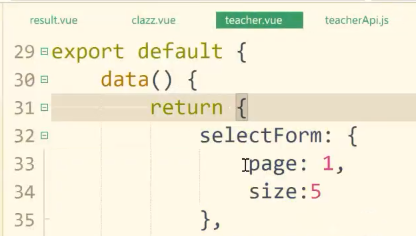 result.vue clazz.vue teacher.vue teacherApi.js
29 export default {
30 data() {
31 return {
32 selectForm: {
33 page: 1,
34 size:5
35 },